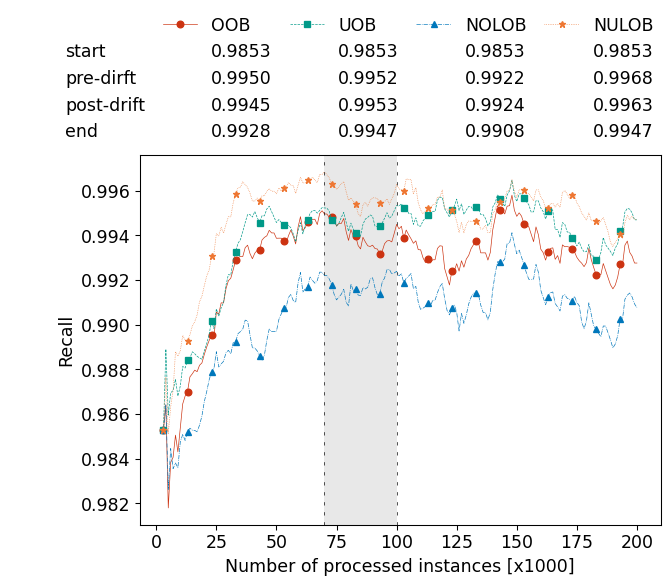 OOB UOB NOLOB NULOB
start 0.9853 0.9853 0.9853 0.9853
pre-dirft 0.9950 0.9952 0.9922 0.9968
post-drift 0.9945 0.9953 0.9924 0.9963
end 0.9928 0.9947 0.9908 0.9947
0.996
0.994
0.992
0.990
0.988
0.986
0.984
0.982
Recall
0 25 50 75 100 125 150 175 200
Number of processed instances [x1000]